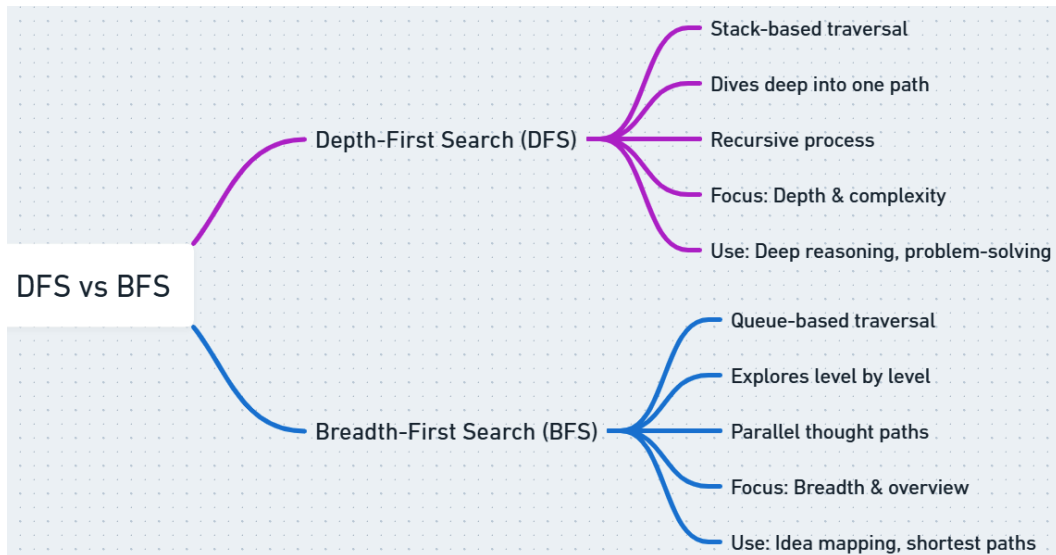 DFS vs BFS
Depth-First Search (DFS)
Stack-based traversal
Dives deep into one path
Recursive process
Focus: Depth & complexity
Use: Deep reasoning, problem-solving
Breadth-First Search (BFS)
Queue-based traversal
Explores level by level
Parallel thought paths
Focus: Breadth & overview
Use: Idea mapping, shortest paths